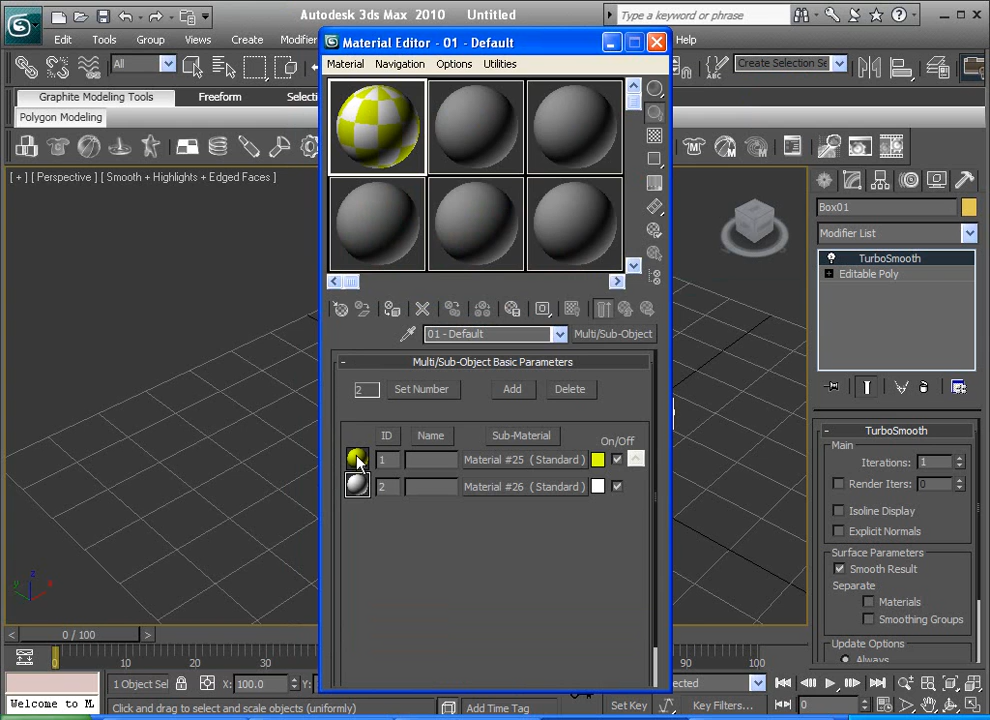 Autodesk 3ds Max 2010 Untitled
Type a keyword or phrase
Edit Tools Group Views Create Modifier Help
All
Create Selection Se
Material Editor - 01 - Default
Material Navigation Options Utilities
Graphite Modeling Tools Freeform Selecti
Polygon Modeling
[ + ] [ Perspective ] [ Smooth + Highlights + Edged Faces ]
Box01
Modifier List
TurboSmooth
Editable Poly
01 - Default Multi/Sub-Object
Multi/Sub-Object Basic Parameters
2 Set Number Add Delete
ID Name Sub-Material On/Off
1 Material #25 ( Standard )
2 Material #26 ( Standard )
TurboSmooth
Main
Iterations: 1
Render Iters: 0
Isoline Display
Explicit Normals
Surface Parameters
Smooth Result
Separate
Materials
Smoothing Groups
Update Options
Always
z
y
x
< 0 / 100 >
0 10 20 30 90 100
1 Object Sel X: 100.0 elected
Welcome to M Click and drag to select and scale objects (uniformly) Add Time Tag Set Key Key Filters... 0